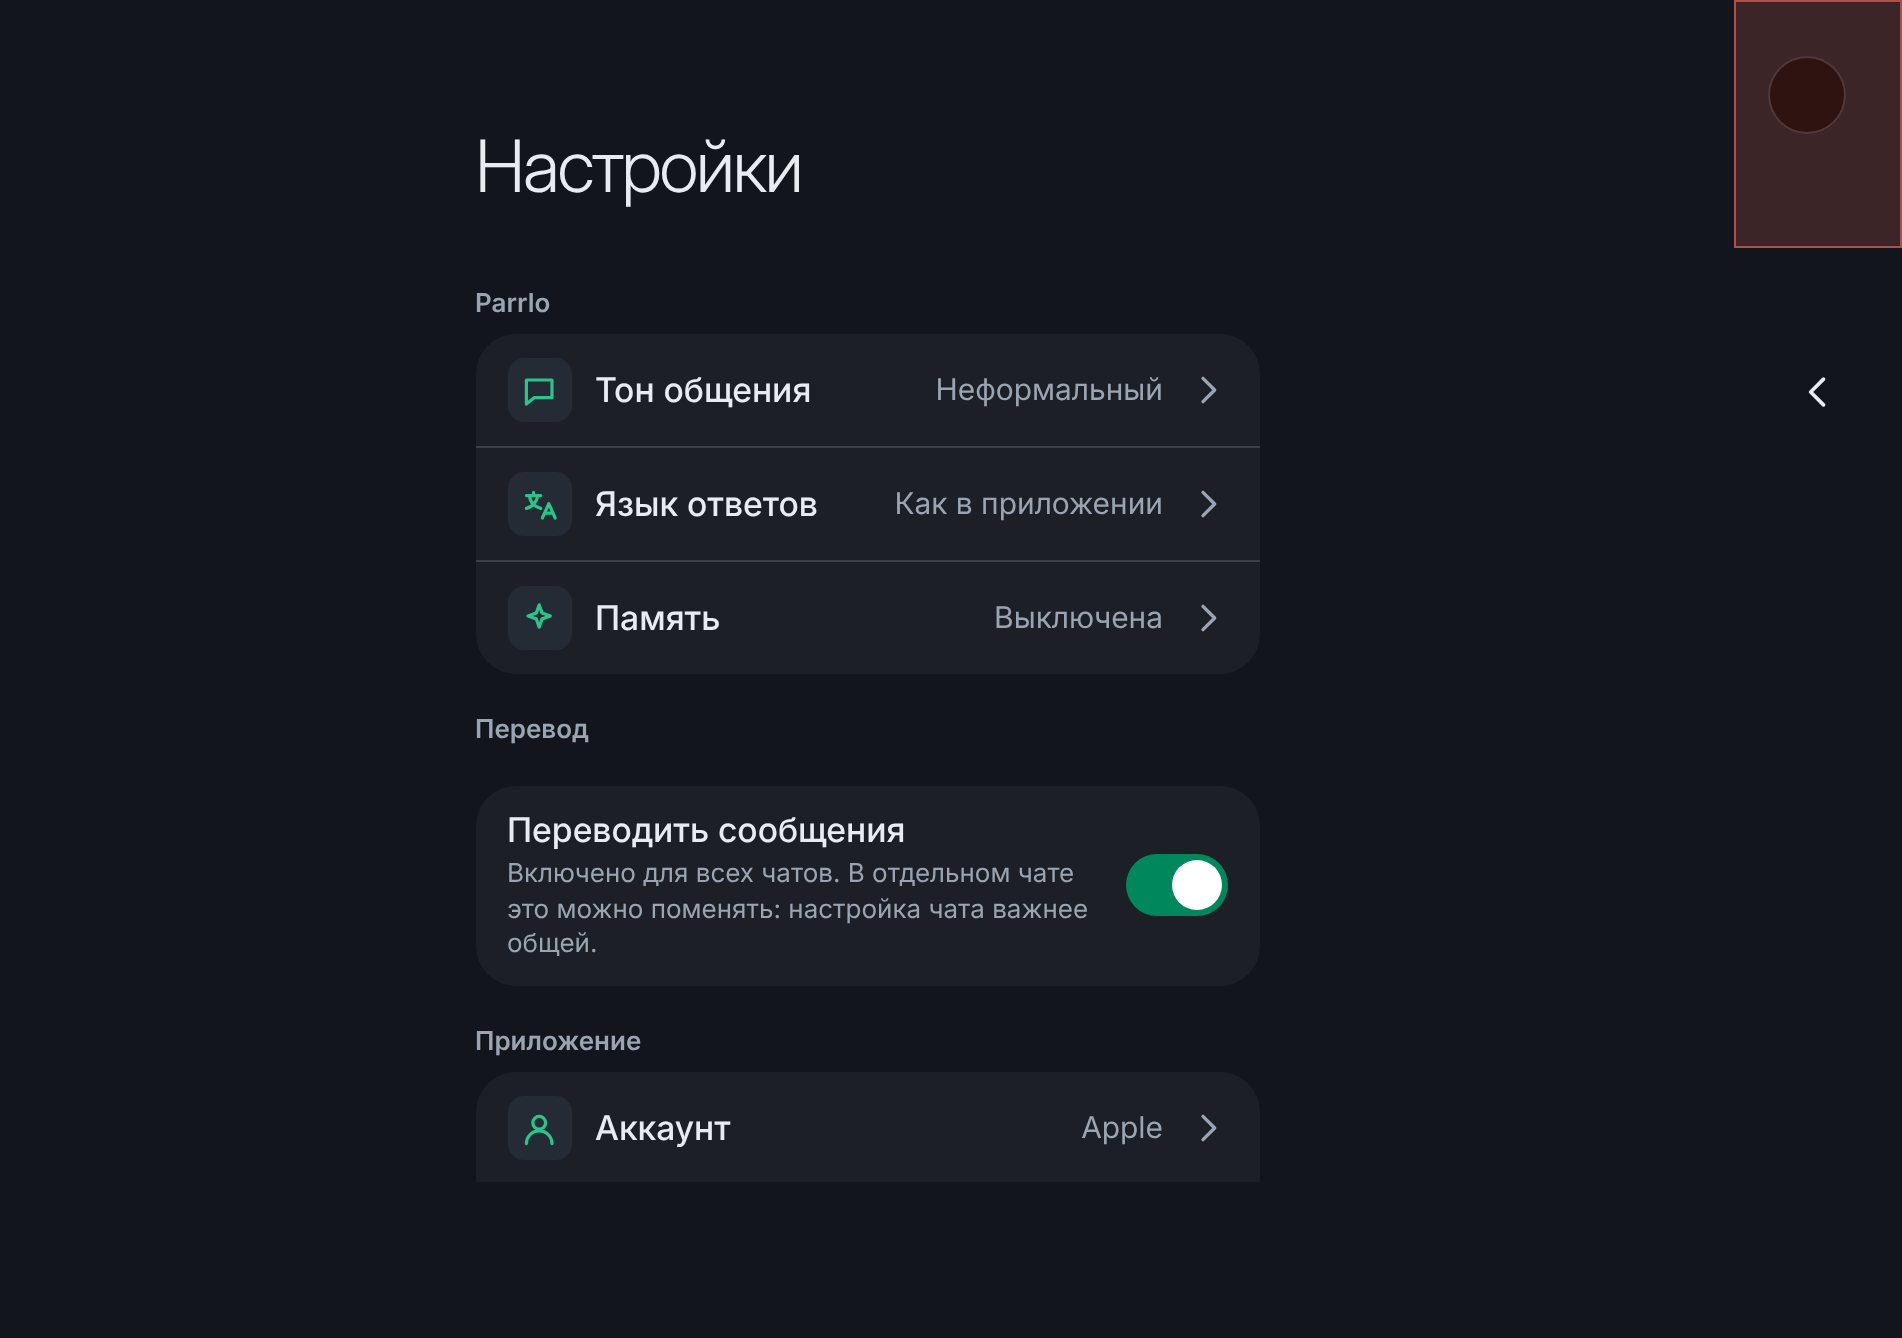 Настройки
Parrlo
Тон общения Неформальный
Язык ответов Как в приложении
Память Выключена
Перевод
Переводить сообщения
Включено для всех чатов. В отдельном чате
это можно поменять: настройка чата важнее
общей.
Приложение
Аккаунт Apple